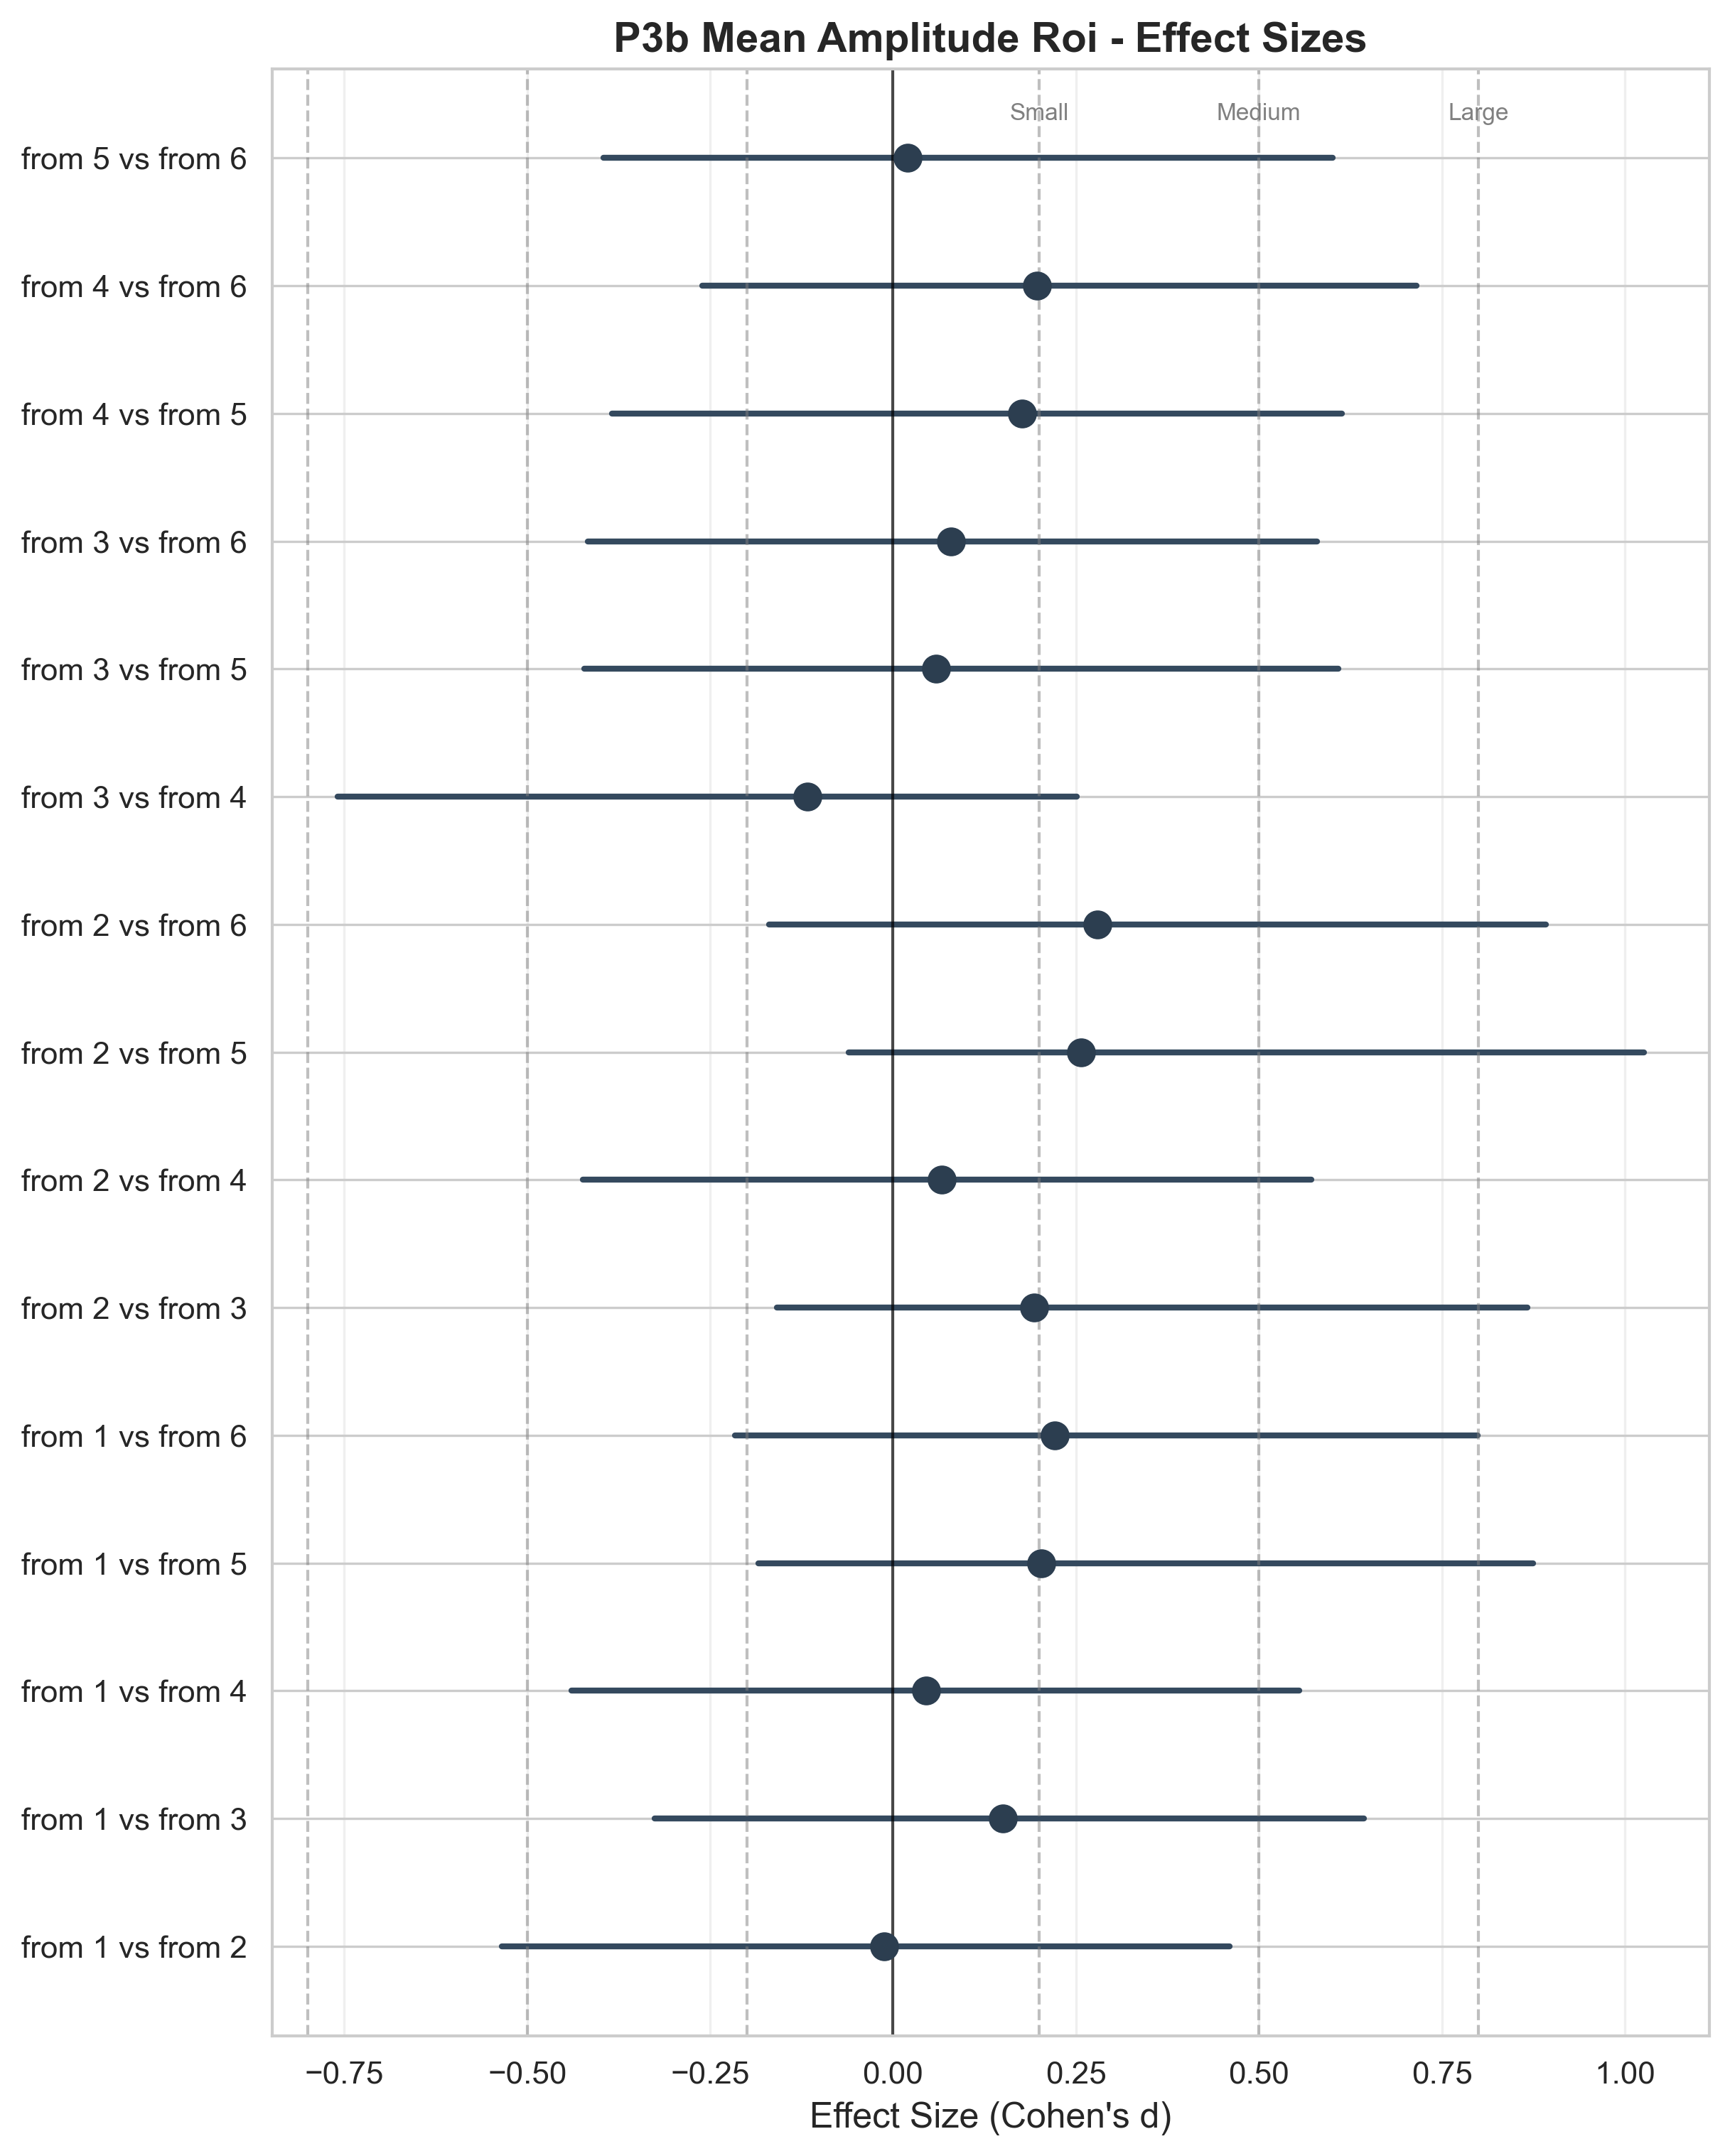 P3b Mean Amplitude Roi - Effect Sizes
Small Medium Large
from 5 vs from 6
from 4 vs from 6
from 4 vs from 5
from 3 vs from 6
from 3 vs from 5
from 3 vs from 4
from 2 vs from 6
from 2 vs from 5
from 2 vs from 4
from 2 vs from 3
from 1 vs from 6
from 1 vs from 5
from 1 vs from 4
from 1 vs from 3
from 1 vs from 2
−0.75 −0.50 −0.25 0.00 0.25 0.50 0.75 1.00
Effect Size (Cohen's d)